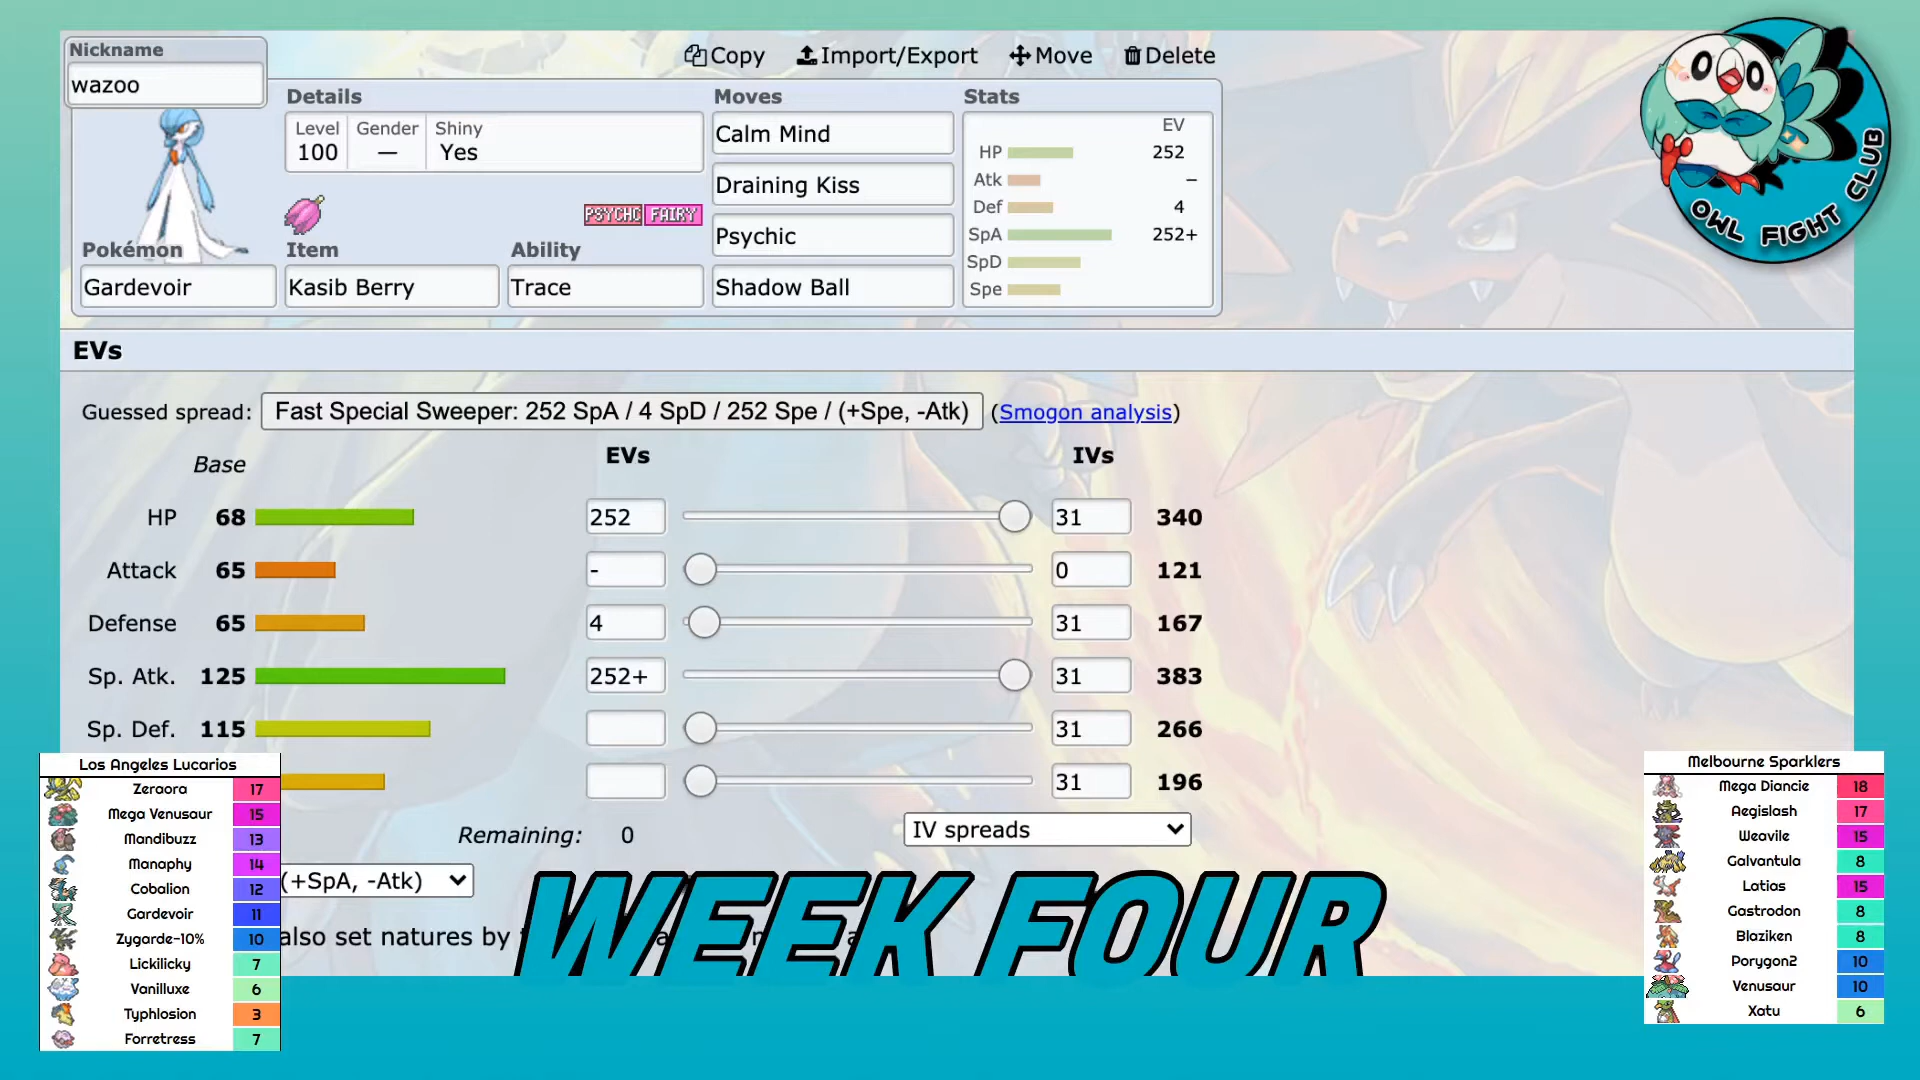 Nickname
wazoo
Copy Import/Export Move Delete
Details
Moves
Stats
Level
100
Gender
—
Shiny
Yes
PSYCHC FAIRY
Pokémon
Gardevoir
Item
Kasib Berry
Ability
Trace
Calm Mind
Draining Kiss
Psychic
Shadow Ball
EV
HP 252
Atk –
Def 4
SpA 252+
SpD
Spe
OWL FIGHT CLUB
EVs
Guessed spread: Fast Special Sweeper: 252 SpA / 4 SpD / 252 Spe / (+Spe, -Atk) (Smogon analysis)
Base EVs IVs
HP 68 252 31 340
Attack 65 - 0 121
Defense 65 4 31 167
Sp. Atk. 125 252+ 31 383
Sp. Def. 115 31 266
31 196
Remaining: 0
IV spreads
(+SpA, -Atk)
also set natures by
WEEK FOUR
Los Angeles Lucarios
Zeraora 17
Mega Venusaur 15
Mandibuzz 13
Manaphy 14
Cobalion 12
Gardevoir 11
Zygarde-10% 10
Lickilicky 7
Vanilluxe 6
Typhlosion 3
Forretress 7
Melbourne Sparklers
Mega Diancie 18
Aegislash 17
Weavile 15
Galvantula 8
Latias 15
Gastrodon 8
Blaziken 8
Porygon2 10
Venusaur 10
Xatu 6